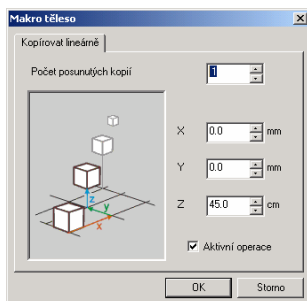 Makro těleso
Kopírovat lineárně
Počet posunutých kopií 1
X 0.0 mm
Y 0.0 mm
Z 45.0 cm
z
y
x
Aktivní operace
OK Storno